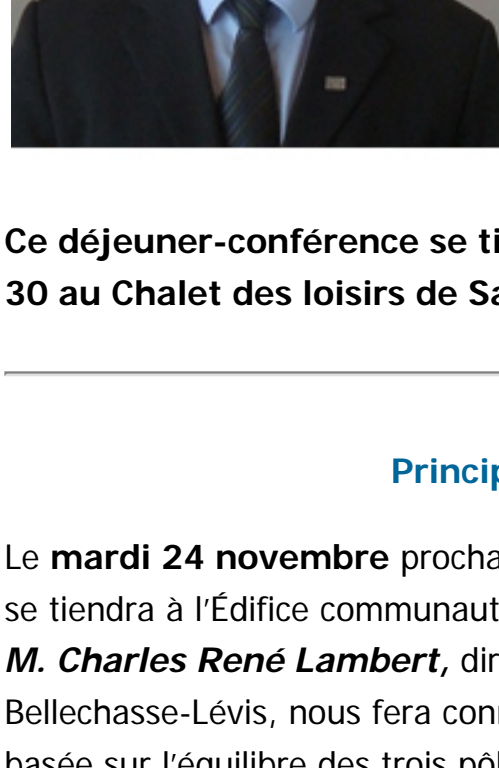 Ce déjeuner-conférence se
30 au Chalet des loisirs de
Le mardi 24 novembre
se tiendra à l'Édifice
M. Charles René Lambert,
Bellechasse-Lévis, nous fera
basée sur l'équilibre des trois